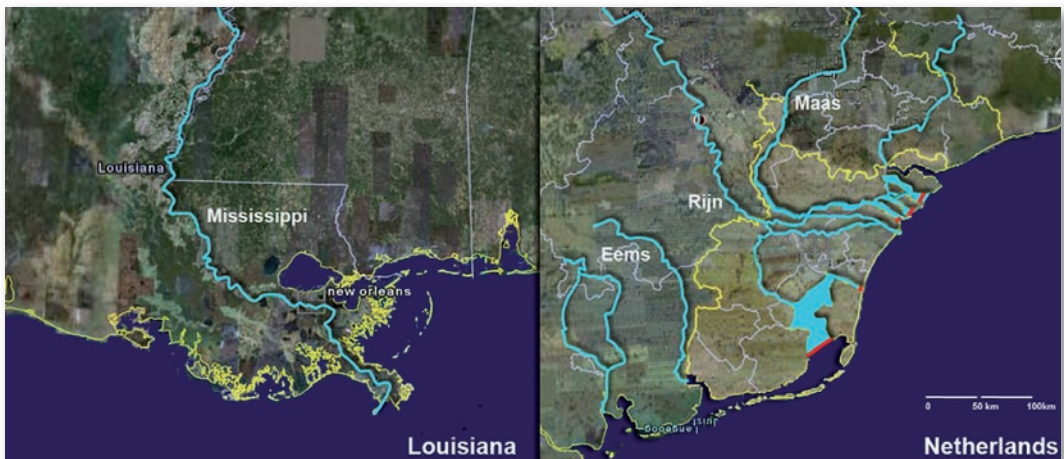 Louisiana
Mississippi
new orleans
Louisiana
Maas
Rijn
Eems
0 50 km 100km
Netherlands